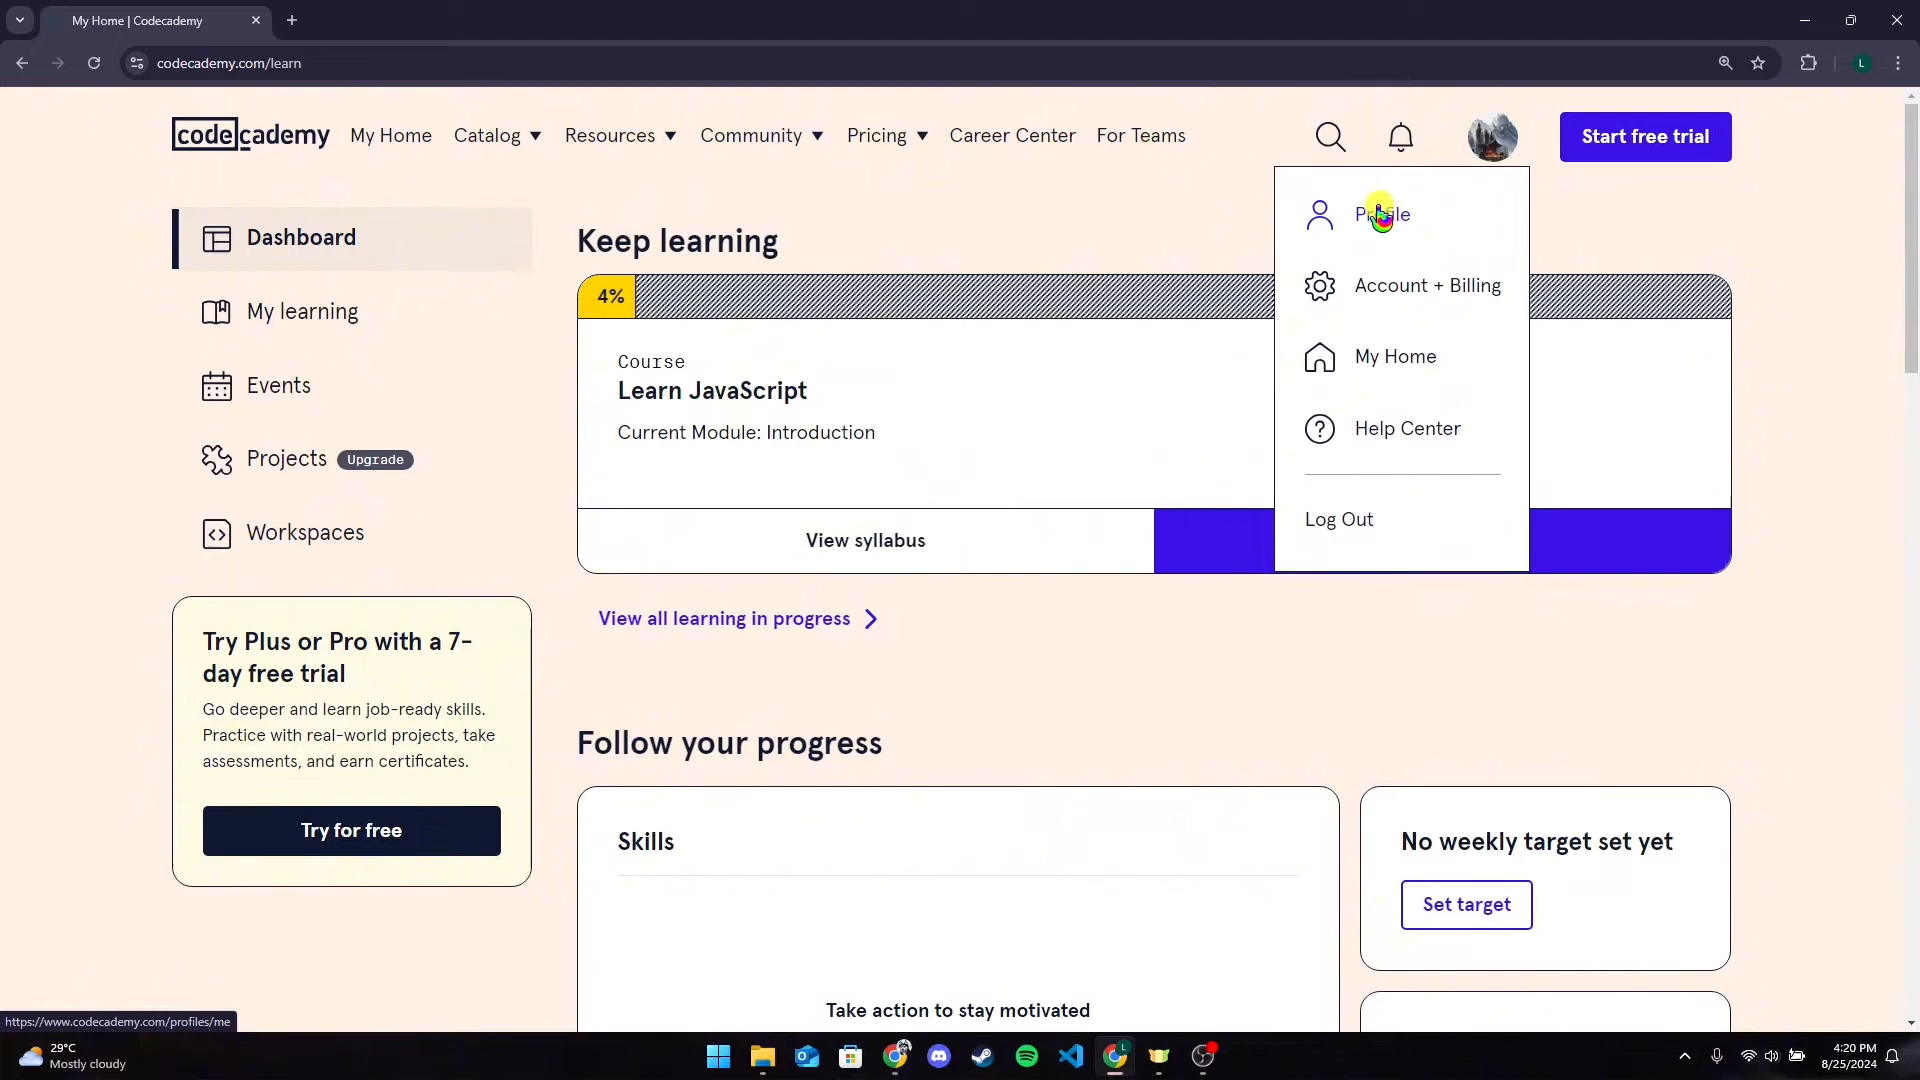 My Home | Codecademy
codecademy.com/learn
L
codecademy
My Home
Catalog
Resources
Community
Pricing
Career Center
For Teams
Start free trial
Dashboard
My learning
Events
Projects
Upgrade
Workspaces
Try Plus or Pro with a 7-
day free trial
Go deeper and learn job-ready skills.
Practice with real-world projects, take
assessments, and earn certificates.
Try for free
Keep learning
4%
Course
Learn JavaScript
Current Module: Introduction
View syllabus
View all learning in progress
Profile
Account + Billing
My Home
Help Center
Log Out
Follow your progress
Skills
Take action to stay motivated
No weekly target set yet
Set target
https://www.codecademy.com/profiles/me
29°C
Mostly cloudy
L
4:20 PM
8/25/2024